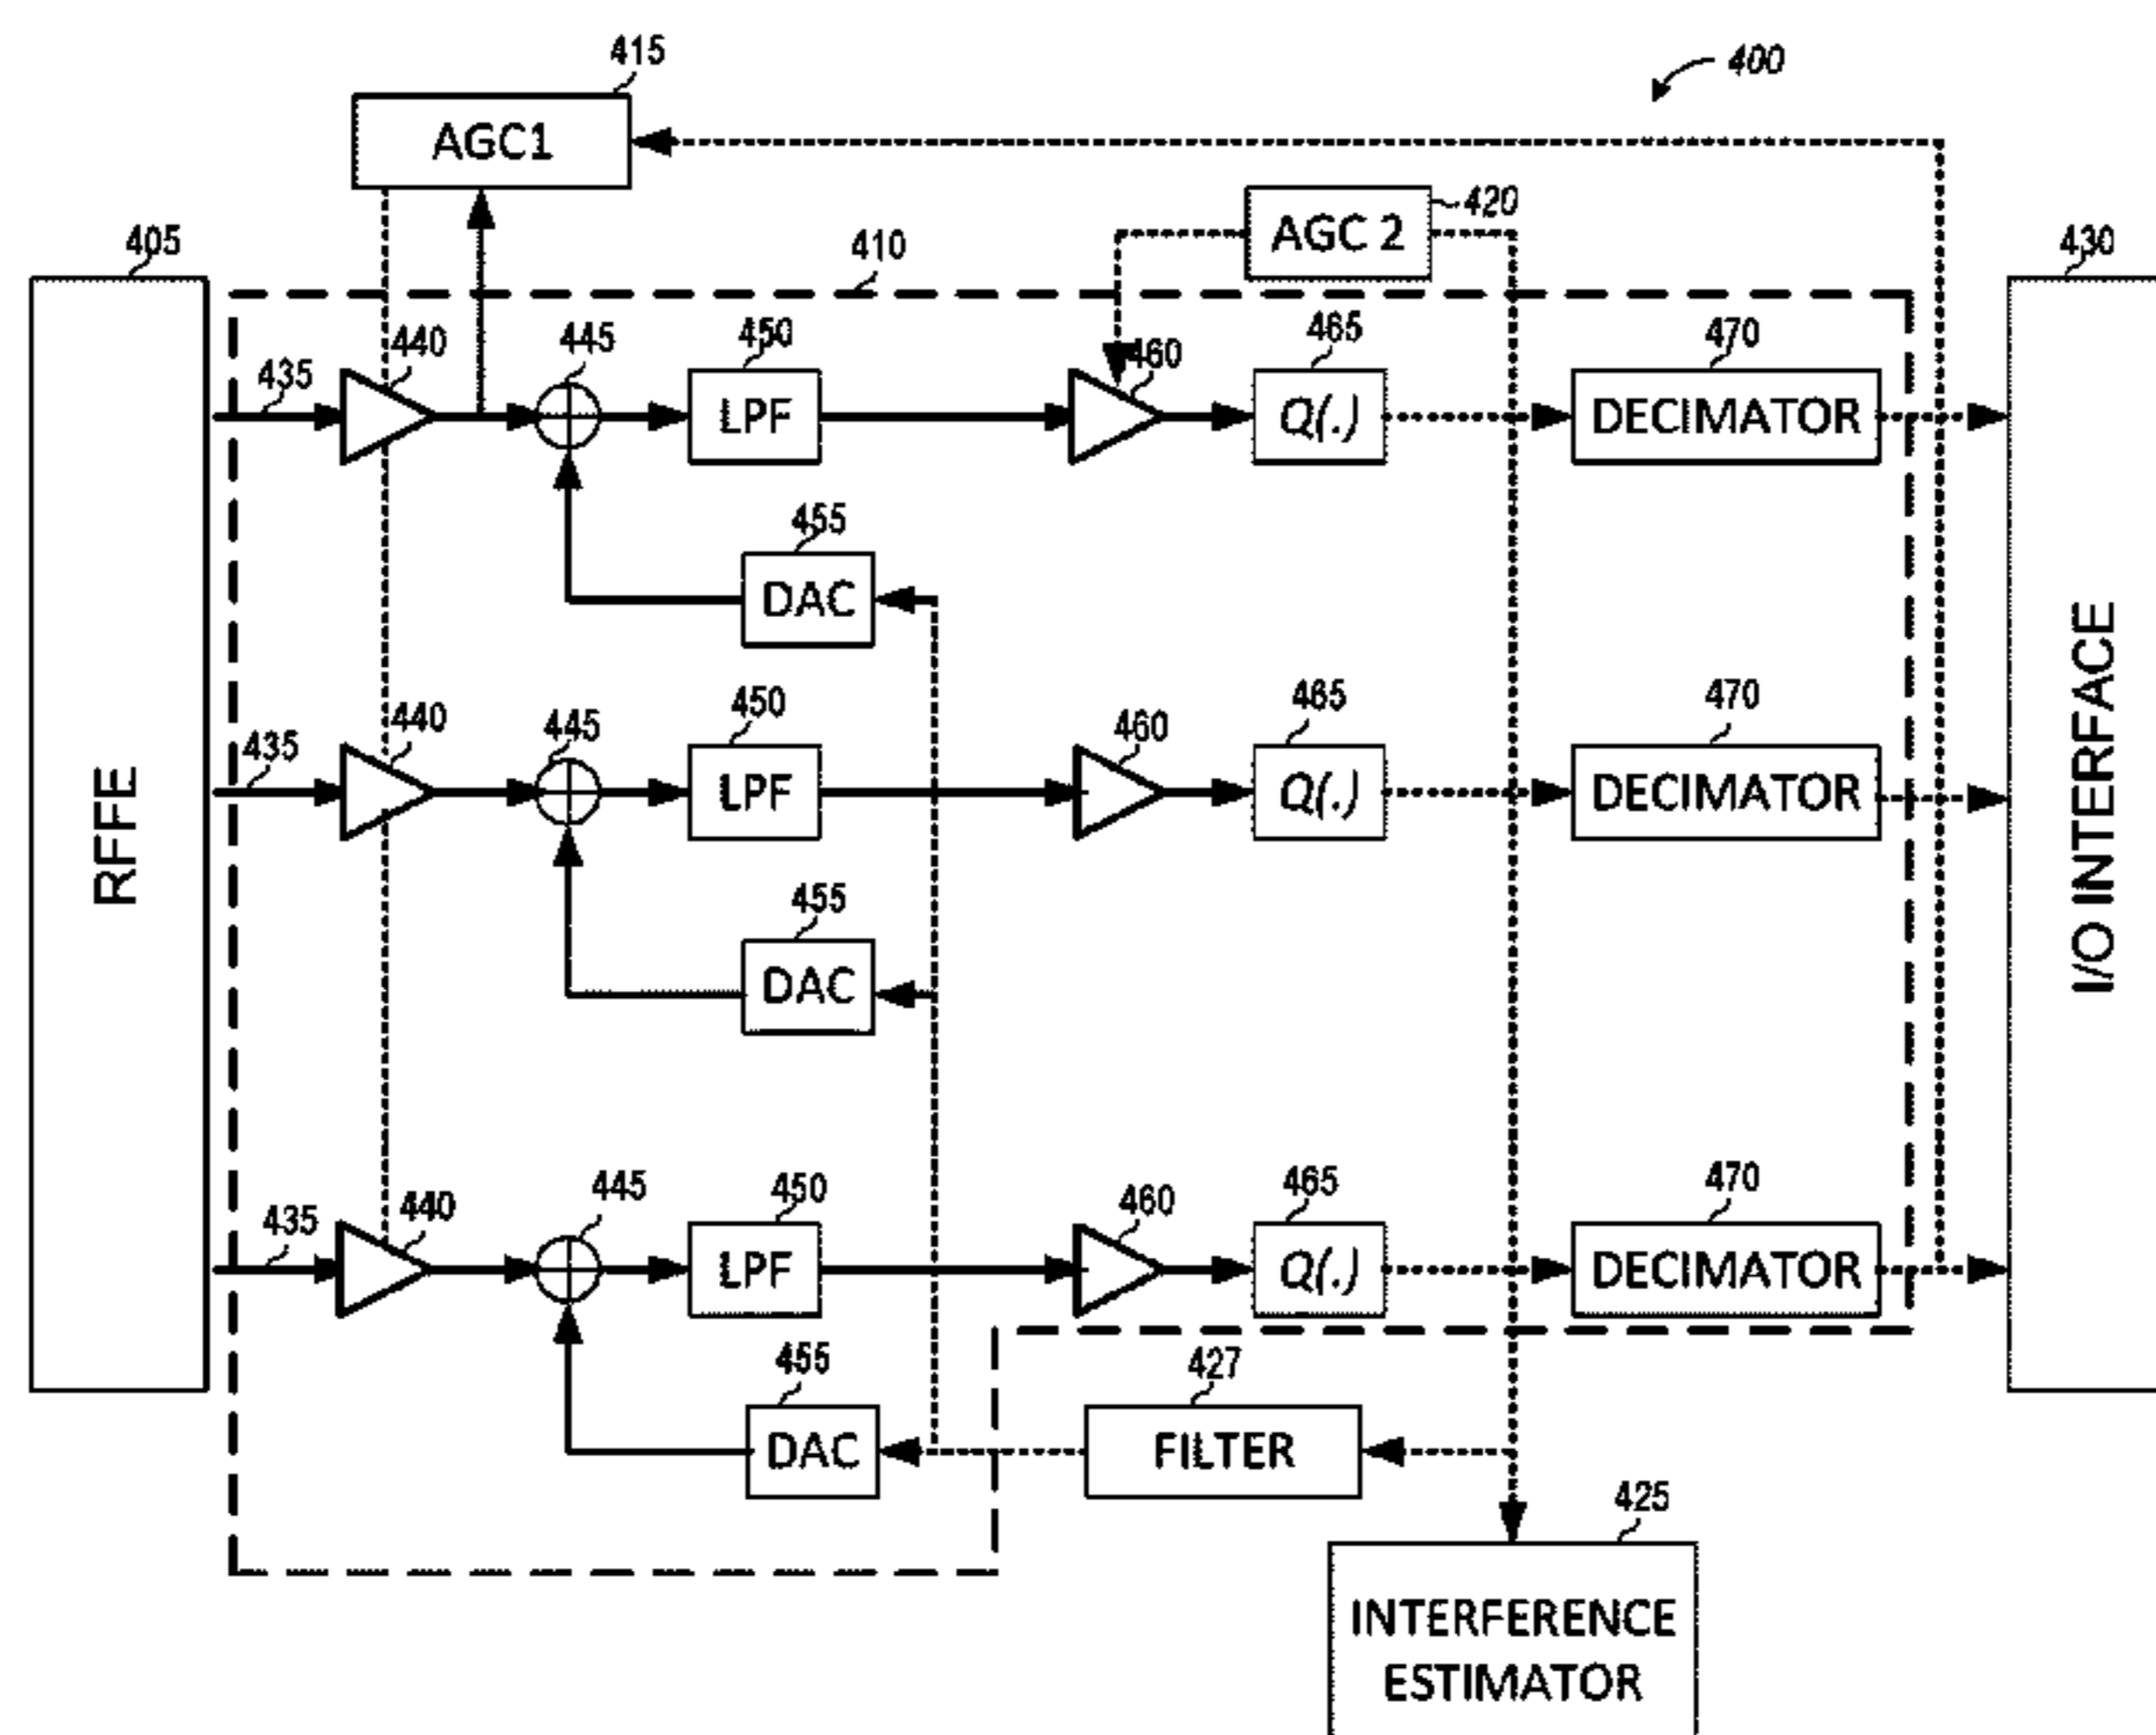 415
400
AGC1
420
AGC 2
405
410
430
440
445
450
460
465
470
435
LPF
Q(.)
DECIMATOR
455
DAC
RFFE
I/O INTERFACE
440
445
450
460
465
470
435
LPF
Q(.)
DECIMATOR
455
DAC
435
440
445
450
460
465
470
LPF
Q(.)
DECIMATOR
455
427
DAC
FILTER
425
INTERFERENCE
ESTIMATOR